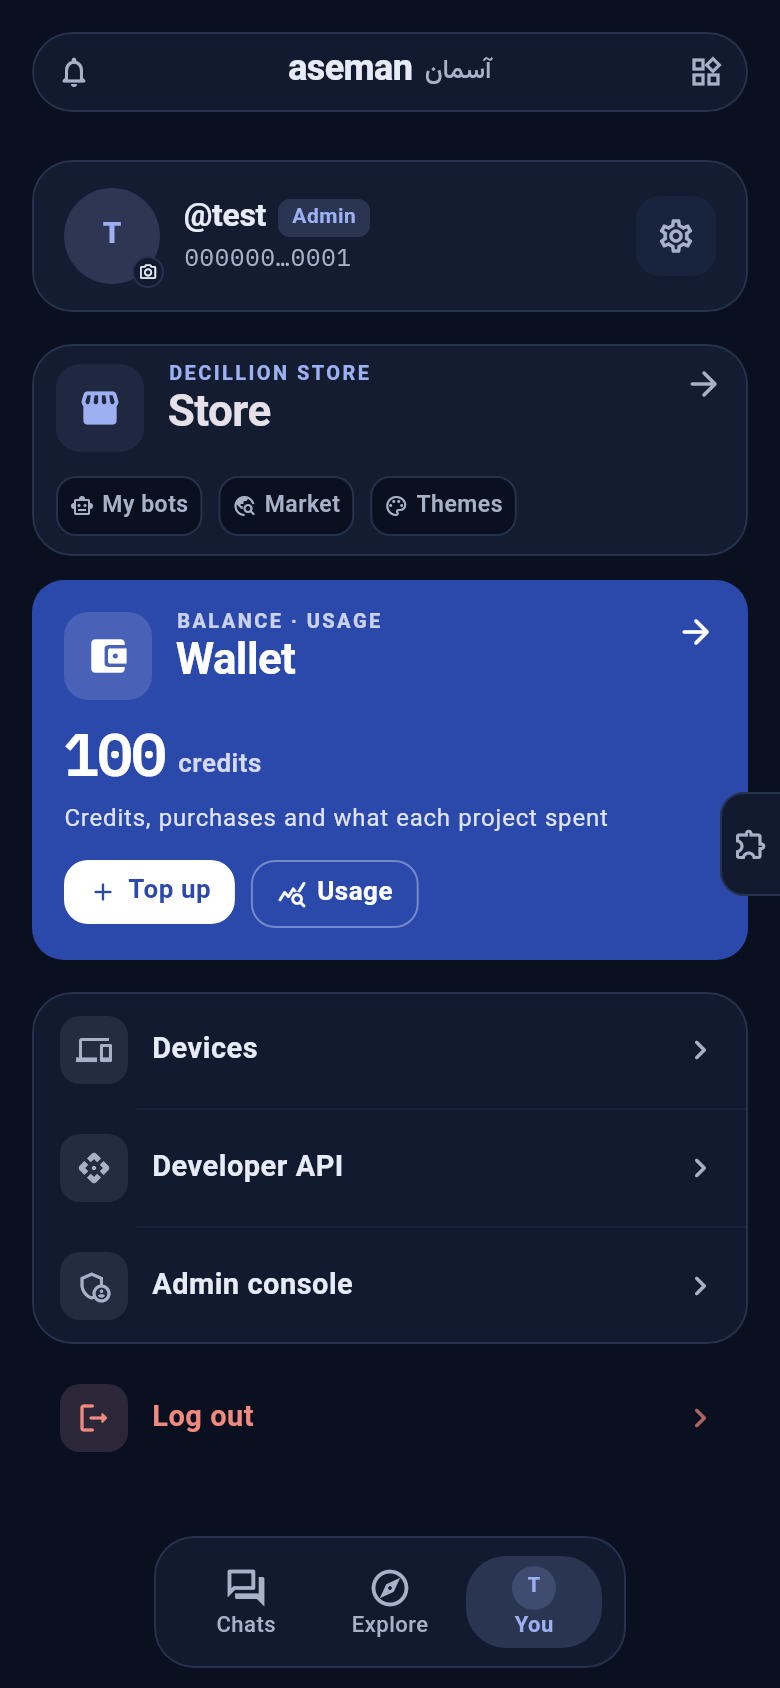 aseman آسمان
T
@test Admin
000000…0001
DECILLION STORE
Store
My bots Market Themes
BALANCE · USAGE
Wallet
100 credits
Credits, purchases and what each project spent
Top up Usage
Devices
Developer API
Admin console
Log out
T
Chats Explore You